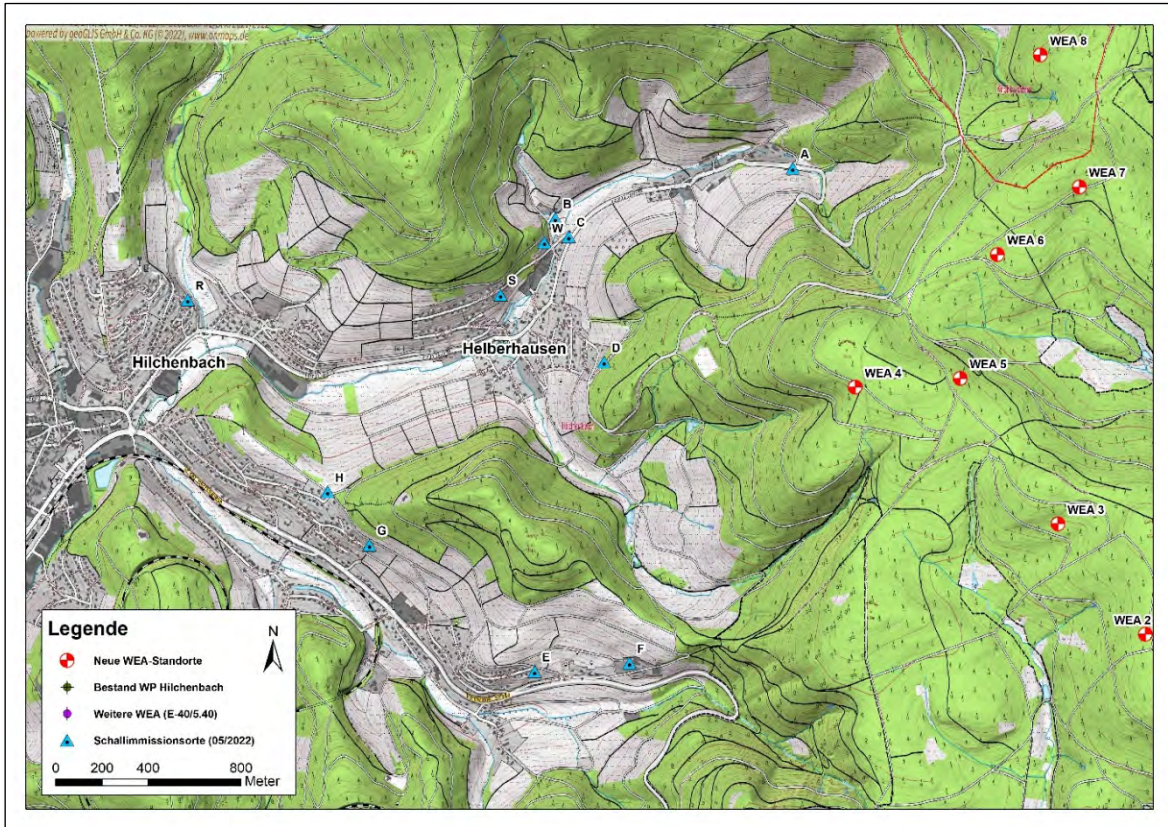 powered by geoGLIS GmbH & Co. KG (© 2022), www.onmaps.de
WEA 8
A
WEA 7
B
W
C
WEA 6
R
S
Hilchenbach
Helberhausen
D
WEA 4
WEA 5
H
WEA 3
G
WEA 2
E
F
Legende
N
Neue WEA-Standorte
Bestand WP Hilchenbach
Weitere WEA (E-40/5.40)
Schallimmissionsorte (05/2022)
0 200 400 800
Meter